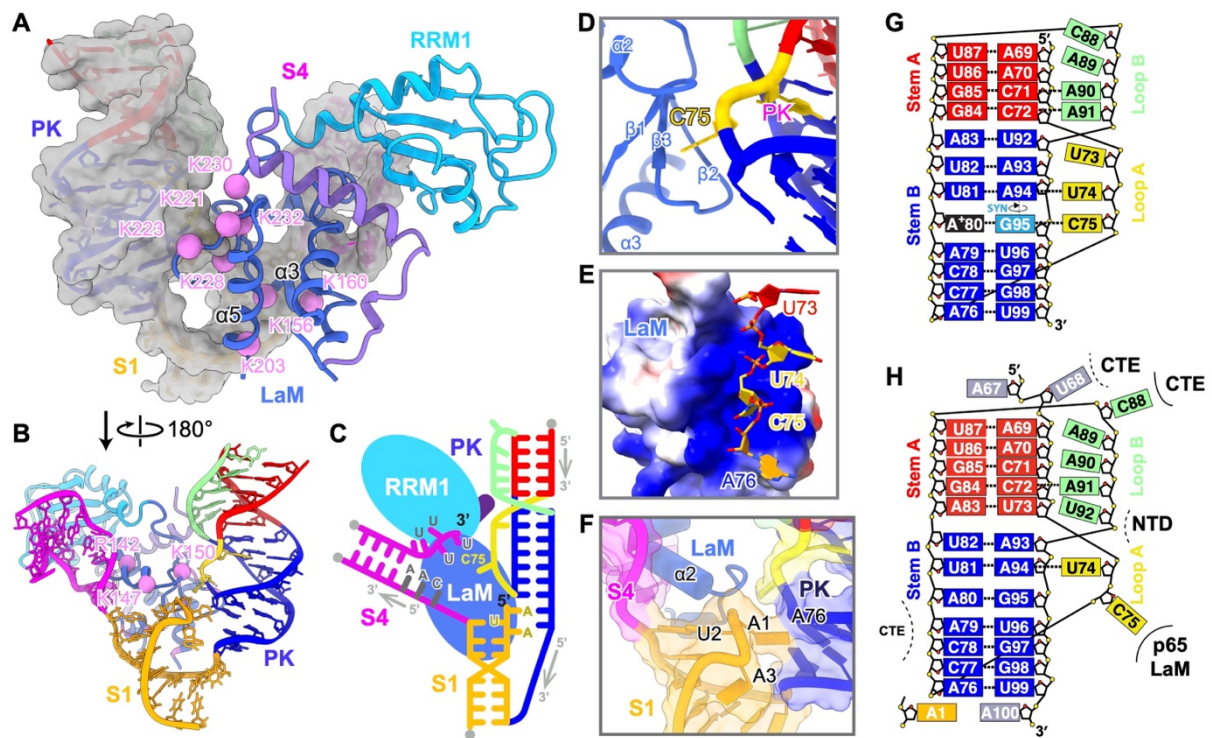 A
RRM1
S4
PK
K230
K221
K232
K223
K228
α3
K160
α5
K156
K203
S1
LaM
B
180°
R142
K150
K147
S1
PK
C
PK
RRM1
5′
3′
U
U
3′
U
U
C75
A
A
C
LaM
3′
S4
5′
5′
U
A
A
S1
5′
3′
D
α2
C75
PK
β1
β3
β2
α3
E
LaM
U73
U74
C75
A76
F
LaM
S4
α2
PK
A76
U2
A1
A3
S1
G
5′
C88
U87 A69
A89
U86 A70
G85 C71 A90
G84 C72 A91
Stem A
Loop B
A83 U92
U73
U82 A93
U81 A94 U74
SYN
A+80 G95 C75
A79 U96
C78 G97
C77 G98
A76 U99
Stem B
Loop A
3′
H
5′
CTE
A67 U68
CTE
C88
U87 A69
A89
U86 A70
G85 C71 A90
G84 C72 A91
A83 U73 U92
Stem A
Loop B
NTD
U82 A93
U81 A94 U74
A80 G95
C75
A79 U96
C78 G97
C77 G98
A76 U99
Stem B
Loop A
CTE
p65
LaM
A1 A100
3′